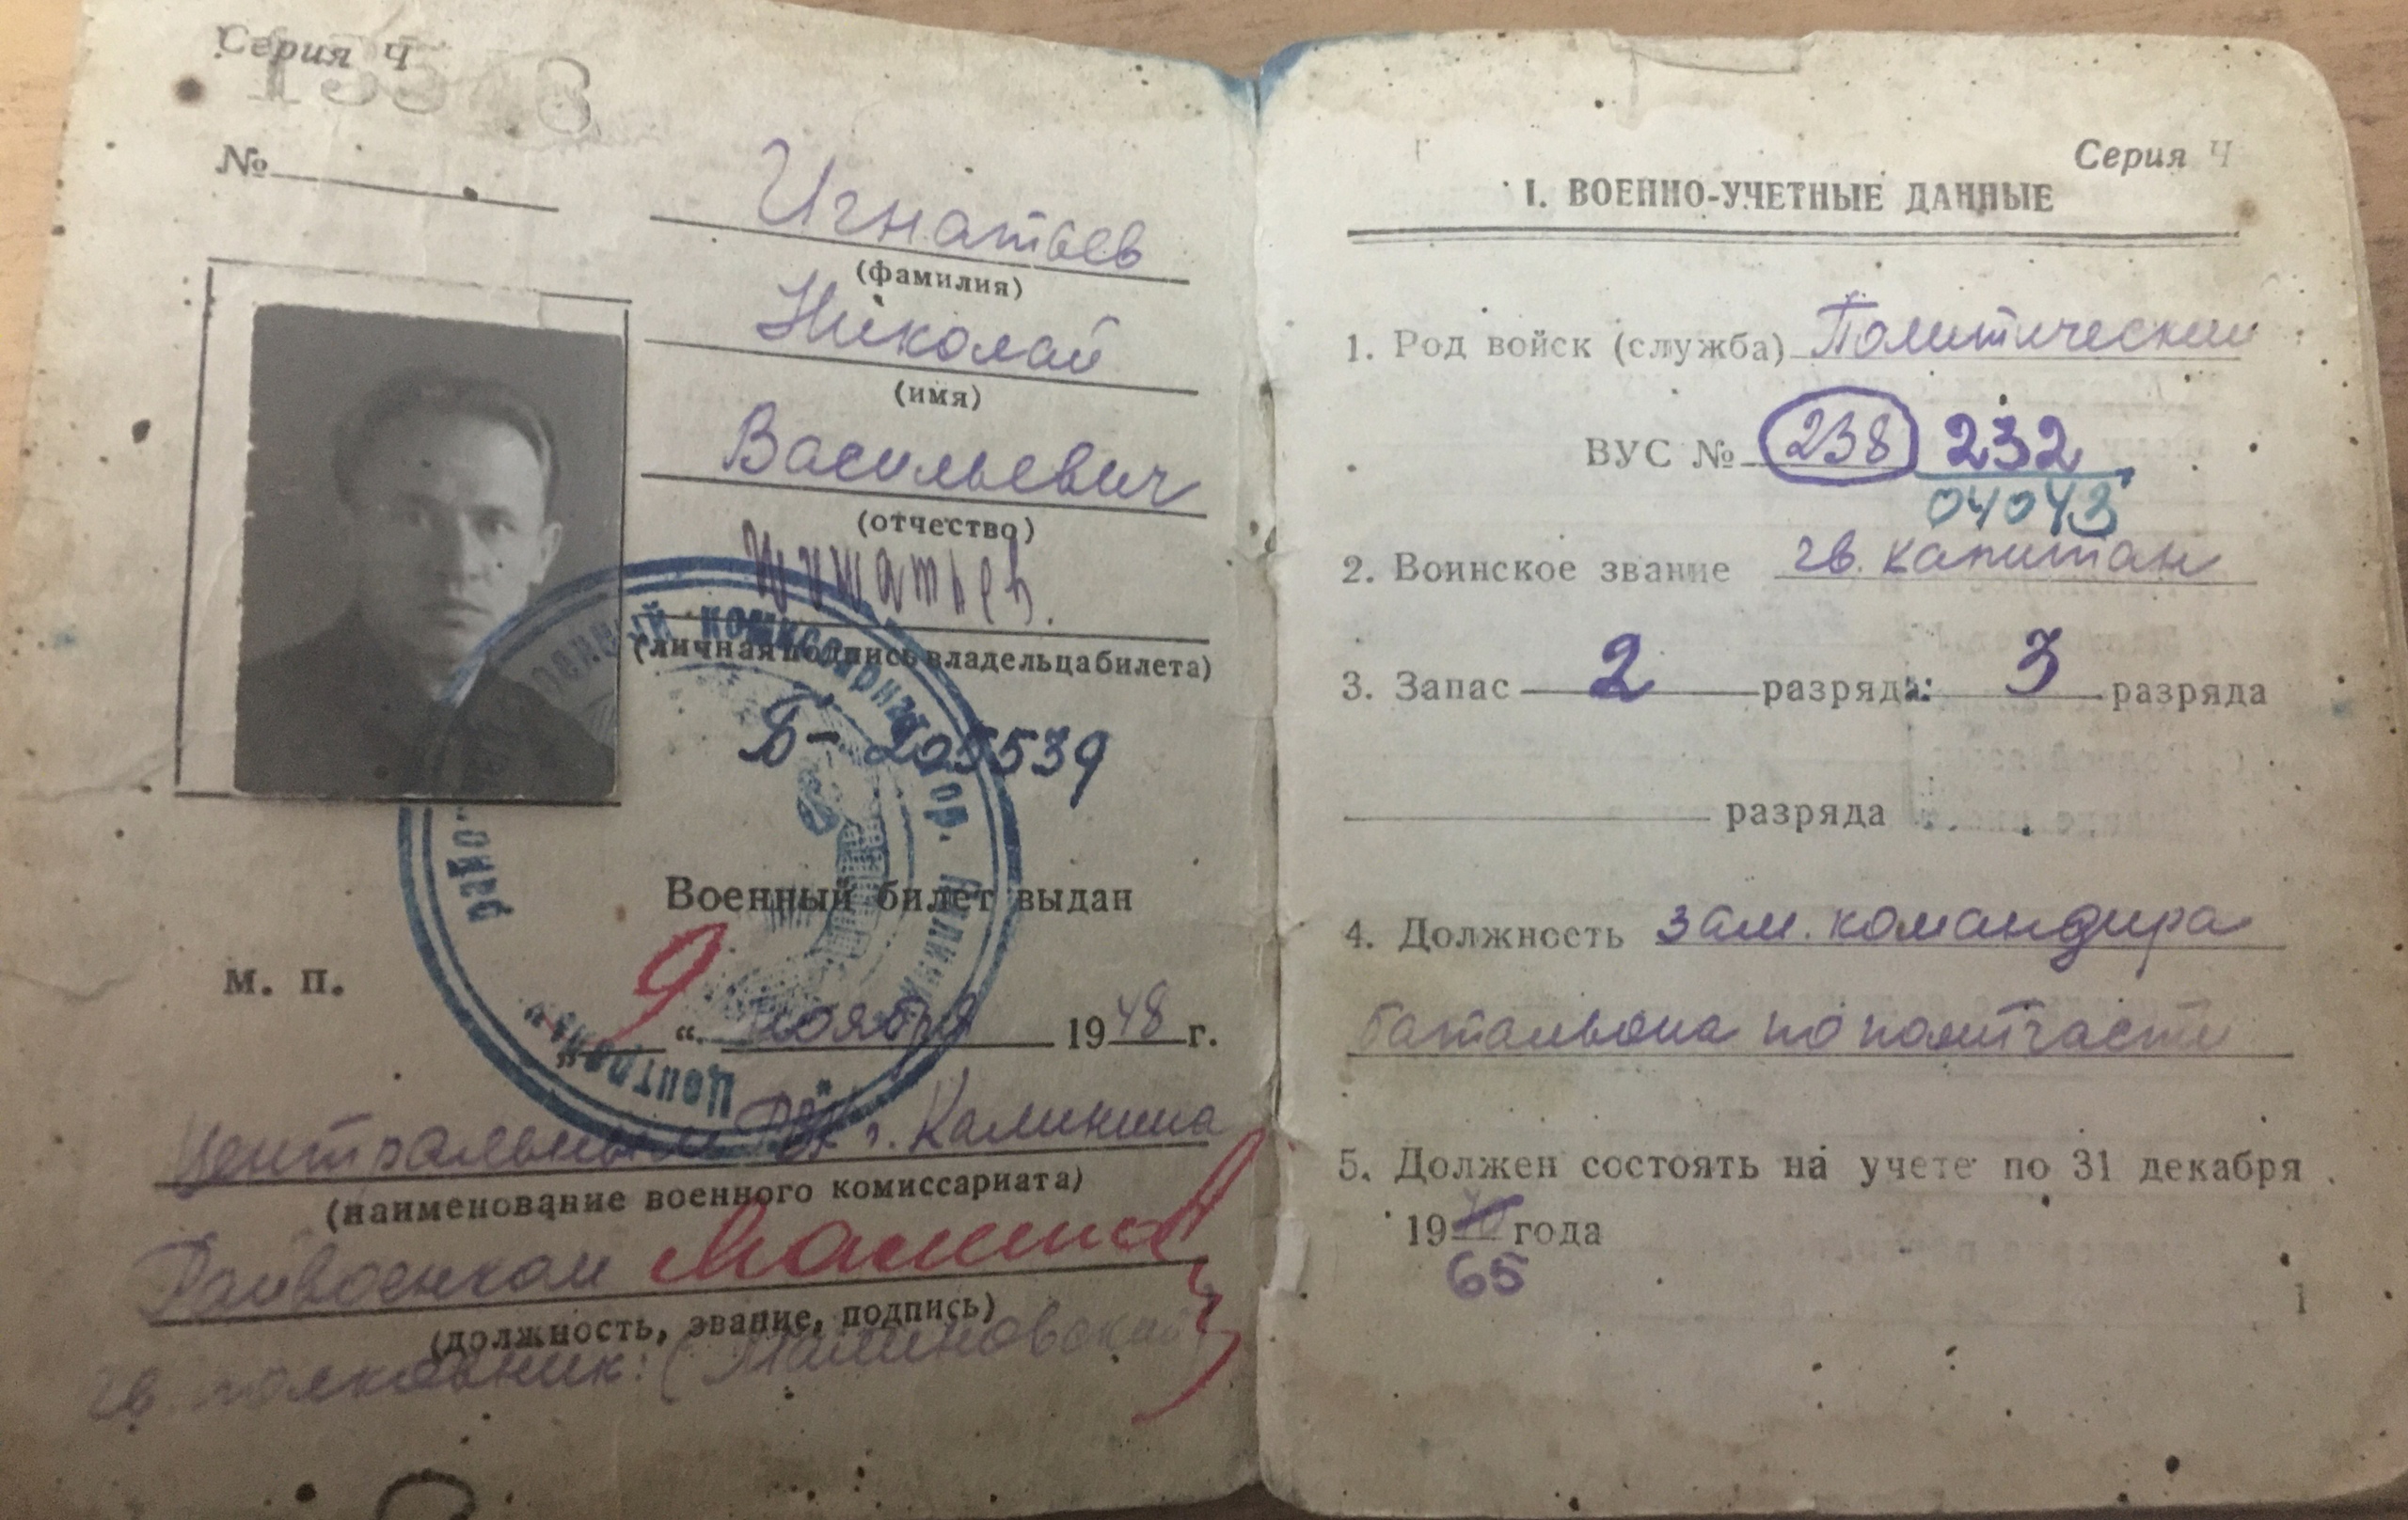 Серия Ч
№
Игнатьев
(фамилия)
Николай
(имя)
Васильевич
(отчество)
(личная подпись владельца билета)
Б-205539
Военный билет выдан
„9“ ноября 1948 г.
М. П.
Центральным РВК г. Калинина
(наименование военного комиссариата)
Райвоенком
(должность, звание, подпись)
гв. полковник: (Малиновский)
Серия Ч
I. ВОЕННО-УЧЕТНЫЕ ДАННЫЕ
1. Род войск (служба) Политический
ВУС № 238 232
04043
2. Воинское звание гв. капитан
3. Запас 2 разряда: 3 разряда
разряда
4. Должность зам. командира
батальона по политчасти
5. Должен состоять на учете по 31 декабря
19 года
65
1